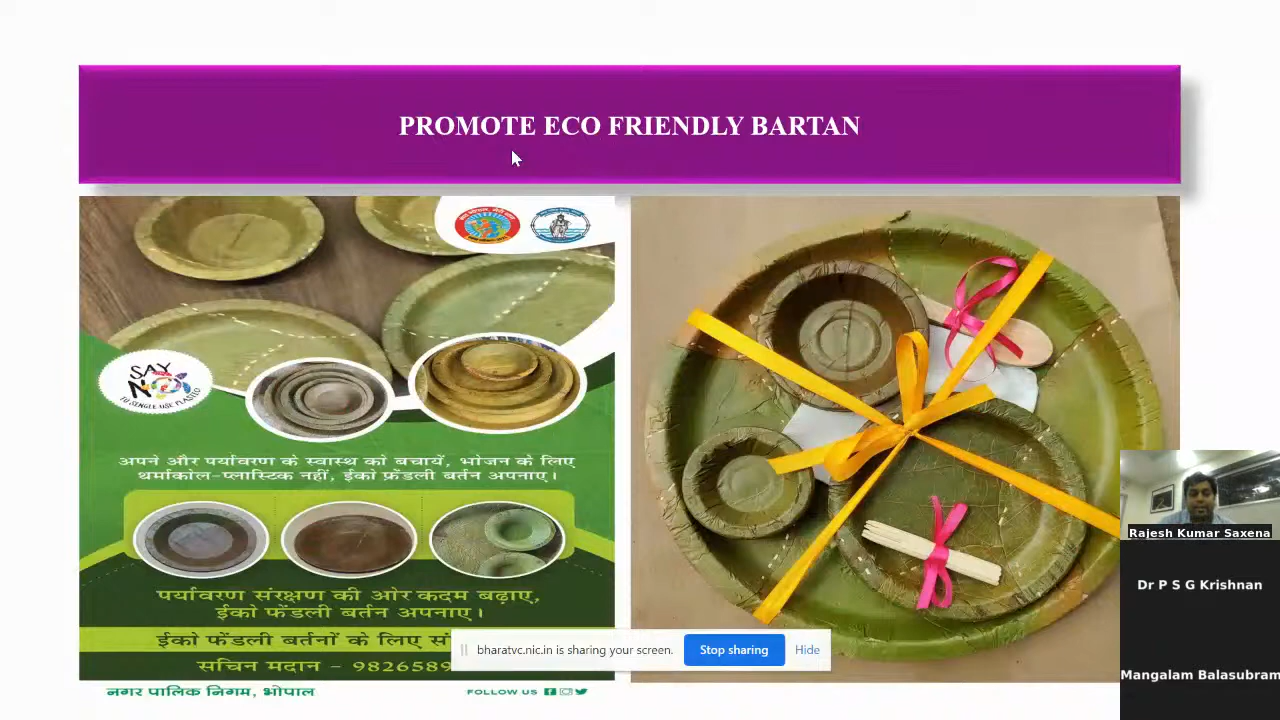 PROMOTE ECO FRIENDLY BARTAN
SAY
NO
TO SINGLE USE PLASTIC
अपने और पर्यावरण के स्वास्थ को बचायें, भोजन के लिए
थर्माकोल-प्लास्टिक नहीं, ईको फ्रेंडली बर्तन अपनाए।
पर्यावरण संरक्षण की ओर कदम बढ़ाए,
ईको फेंडली बर्तन अपनाए।
ईको फेंडली बर्तनों के लिए
सचिन मदान - 9826589
नगर पालिक निगम, भोपाल
FOLLOW US
bharatvc.nic.in is sharing your screen.
Stop sharing
Hide
Rajesh Kumar Saxena
Dr P S G Krishnan
Mangalam Balasubram